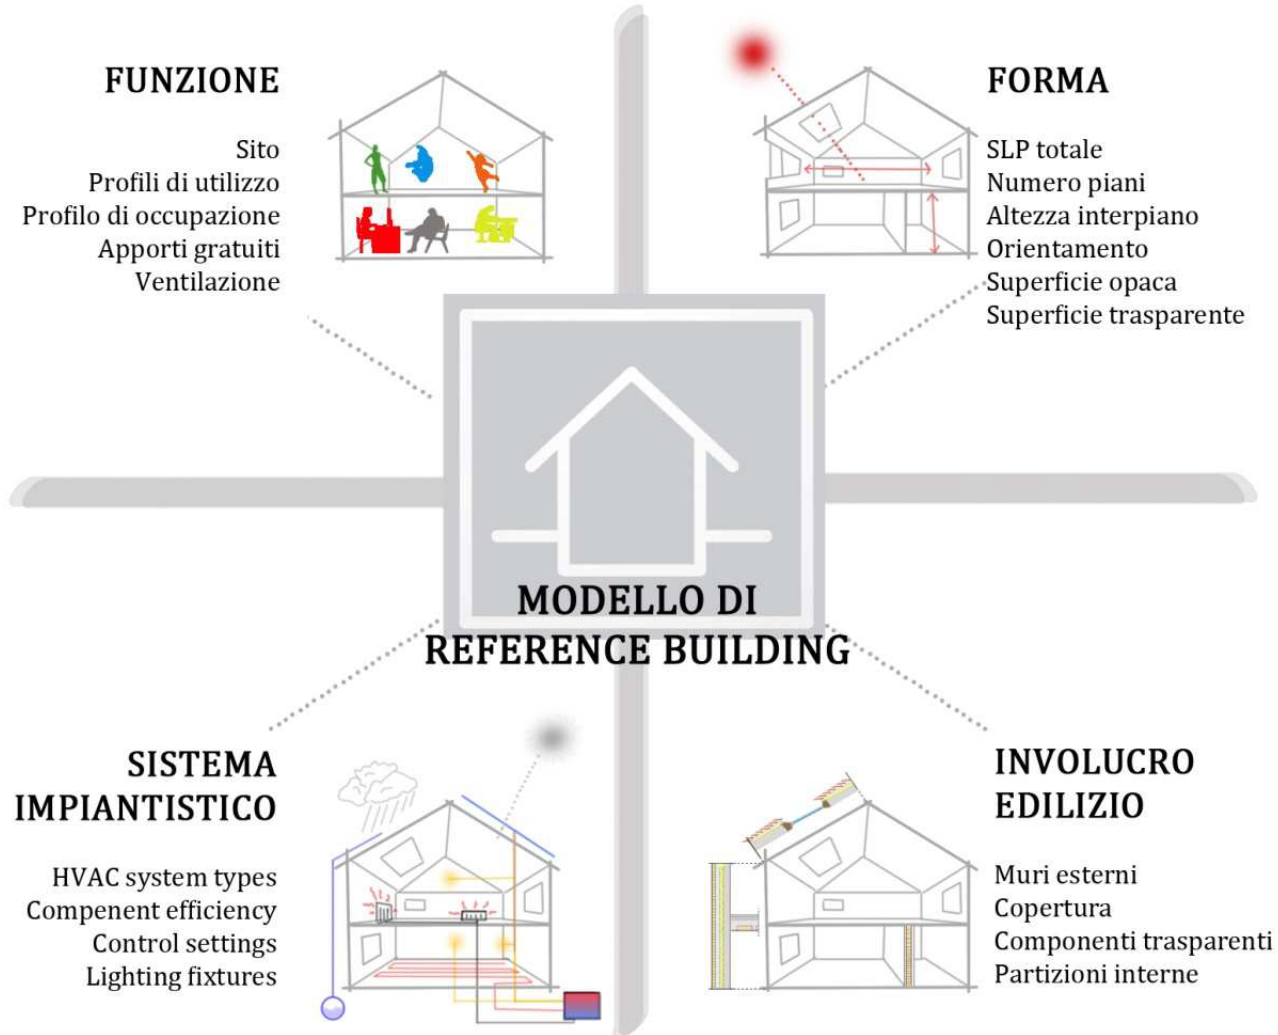 FUNZIONE
Sito
Profili di utilizzo
Profilo di occupazione
Apporti gratuiti
Ventilazione
FORMA
SLP totale
Numero piani
Altezza interpiano
Orientamento
Superficie opaca
Superficie trasparente
MODELLO DI
REFERENCE BUILDING
SISTEMA
IMPIANTISTICO
HVAC system types
Compenent efficiency
Control settings
Lighting fixtures
INVOLUCRO
EDILIZIO
Muri esterni
Copertura
Componenti trasparenti
Partizioni interne